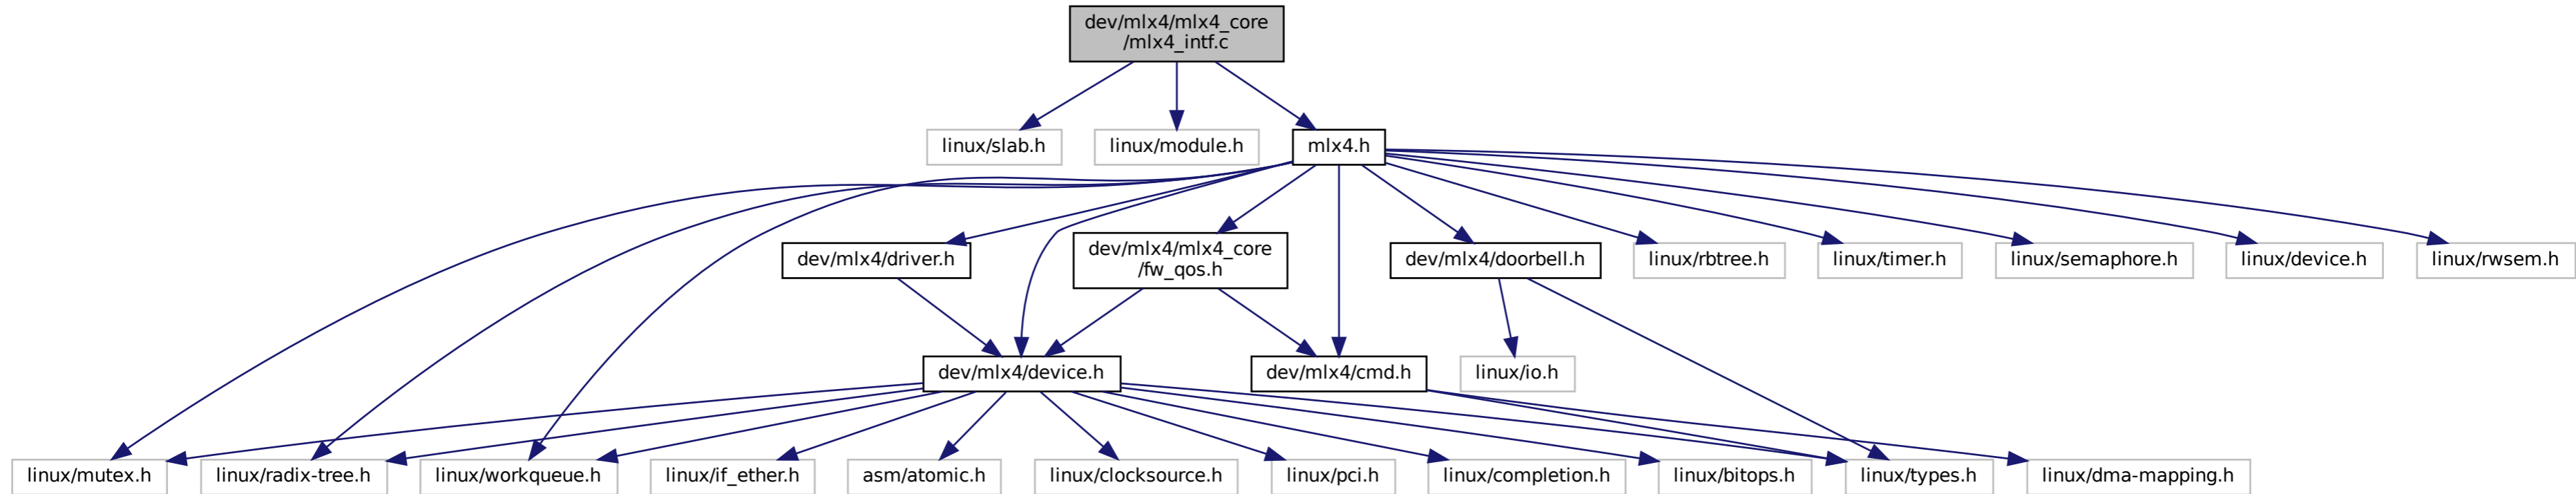 dev/mlx4/mlx4_core
/mlx4_intf.c
linux/slab.h
linux/module.h
mlx4.h
dev/mlx4/driver.h
dev/mlx4/mlx4_core
/fw_qos.h
dev/mlx4/doorbell.h
linux/rbtree.h
linux/timer.h
linux/semaphore.h
linux/device.h
linux/rwsem.h
dev/mlx4/device.h
dev/mlx4/cmd.h
linux/io.h
linux/mutex.h
linux/radix-tree.h
linux/workqueue.h
linux/if_ether.h
asm/atomic.h
linux/clocksource.h
linux/pci.h
linux/completion.h
linux/bitops.h
linux/types.h
linux/dma-mapping.h